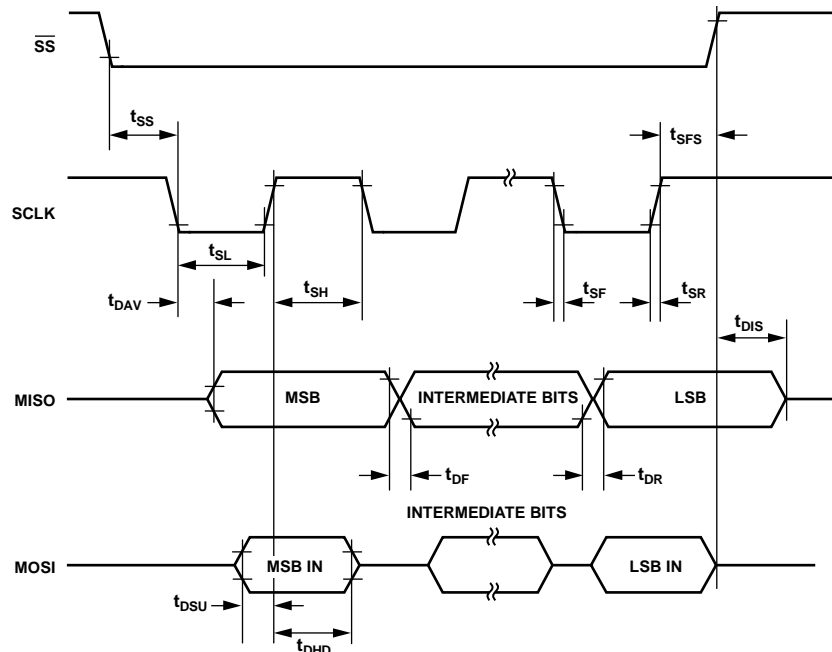 SS
tSS
tSFS
SCLK
tSL
tSH
tSF
tSR
tDAV
tDIS
MISO
MSB
INTERMEDIATE BITS
LSB
tDF
tDR
INTERMEDIATE BITS
MOSI
MSB IN
LSB IN
tDSU
tDHD